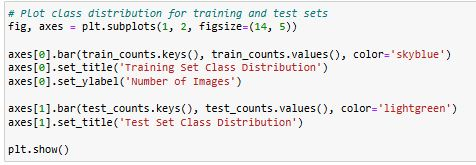 # Plot class distribution for training and test sets
fig, axes = plt.subplots(1, 2, figsize=(14, 5))
axes[0].bar(train_counts.keys(), train_counts.values(), color='skyblue')
axes[0].set_title('Training Set Class Distribution')
axes[0].set_ylabel('Number of Images')
axes[1].bar(test_counts.keys(), test_counts.values(), color='lightgreen')
axes[1].set_title('Test Set Class Distribution')
plt.show()